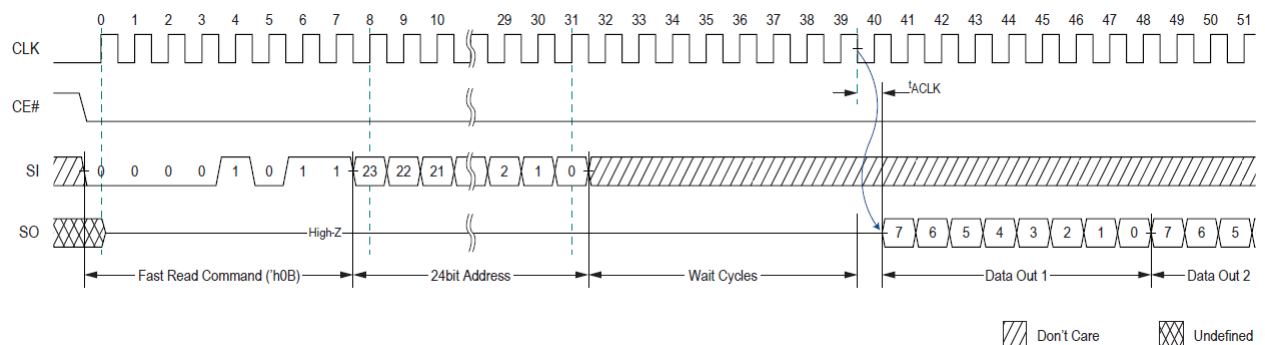 0 1 2 3 4 5 6 7 8 9 10 29 30 31 32 33 34 35 36 37 38 39 40 41 42 43 44 45 46 47 48 49 50 51
CLK
tACLK
CE#
SI 0 0 0 0 1 0 1 1 23 22 21 2 1 0
SO High-Z 7 6 5 4 3 2 1 0 7 6 5
Fast Read Command ('h0B) 24bit Address Wait Cycles Data Out 1 Data Out 2
Don't Care Undefined